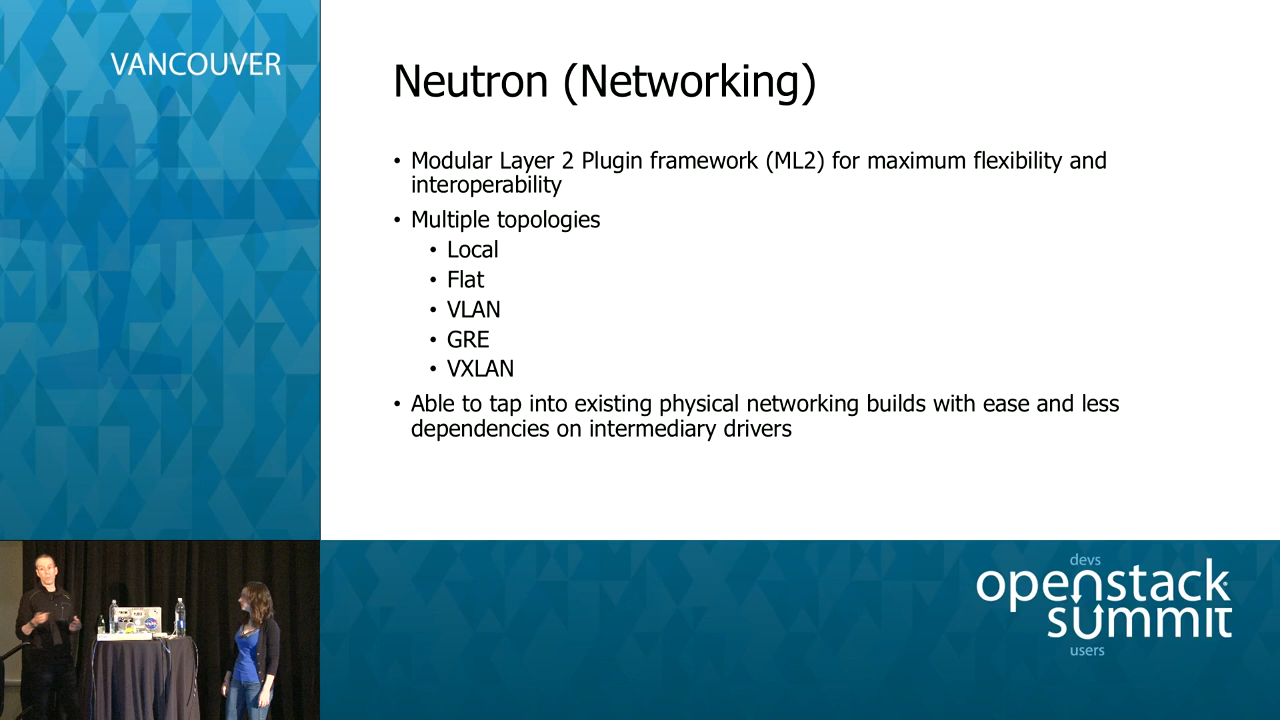 VANCOUVER
Neutron (Networking)
• Modular Layer 2 Plugin framework (ML2) for maximum flexibility and
interoperability
• Multiple topologies
• Local
• Flat
• VLAN
• GRE
• VXLAN
• Able to tap into existing physical networking builds with ease and less
dependencies on intermediary drivers
devs
openstack
summit
users